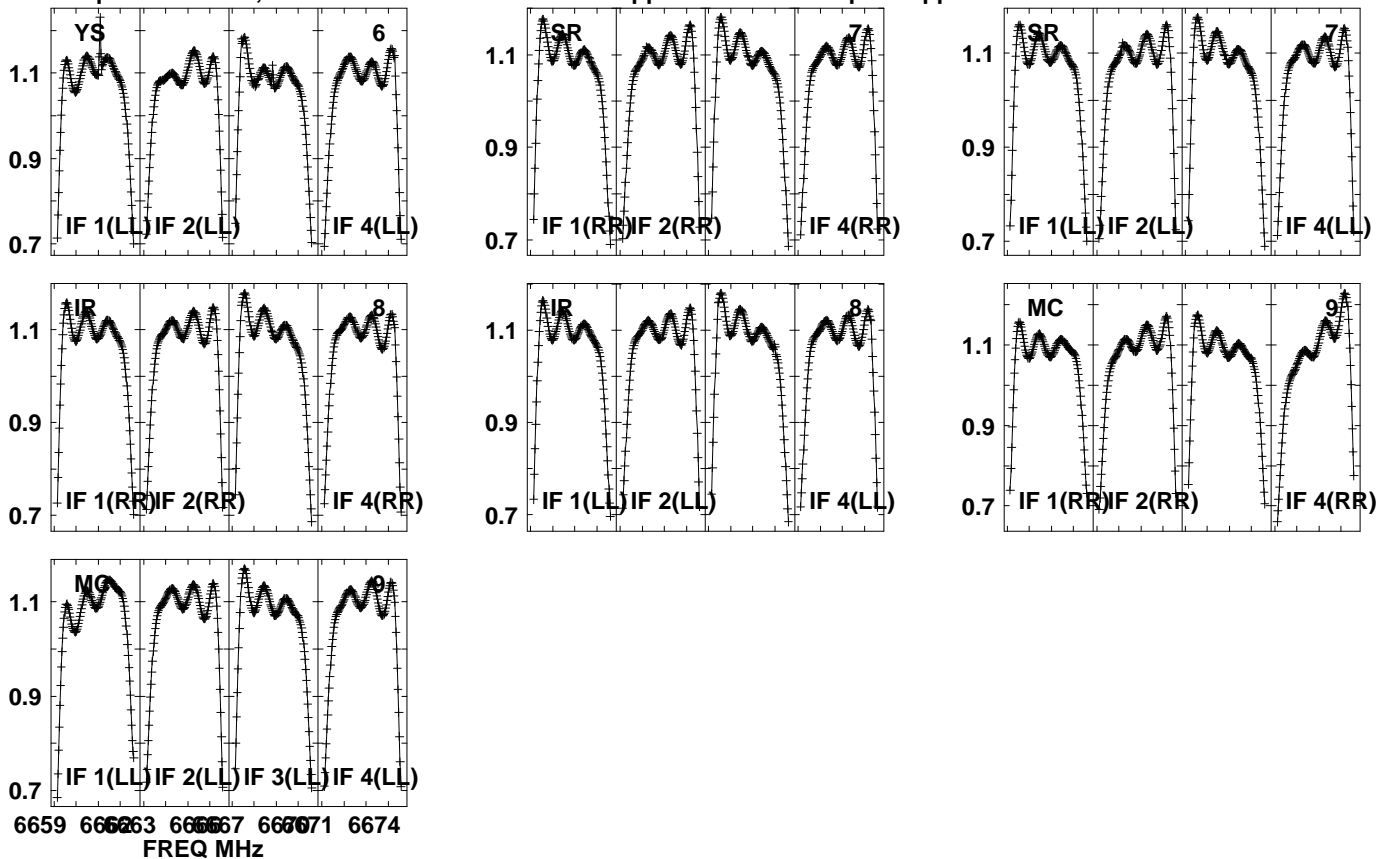 YS 6 SR 7 SR 7
1.1 1.1 1.1
0.9 0.9 0.9
IF 1(LL) IF 2(LL) IF 4(LL) IF 1(RR) IF 2(RR) IF 4(RR) IF 1(LL) IF 2(LL) IF 4(LL)
0.7 0.7 0.7
IR 8 IR 8 MC 9
1.1 1.1 1.1
0.9 0.9 0.9
IF 1(RR) IF 2(RR) IF 4(RR) IF 1(LL) IF 2(LL) IF 4(LL) IF 1(RR) IF 2(RR) IF 4(RR)
0.7 0.7 0.7
MC 9
1.1
0.9
IF 1(LL) IF 2(LL) IF 3(LL) IF 4(LL)
0.7
6659 6662 6663 6666 6667 6670 6671 6674
FREQ MHz